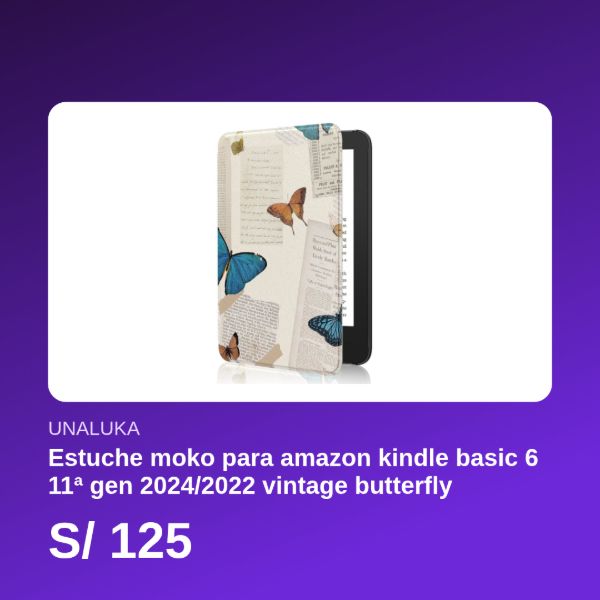 UNALUKA
Estuche moko para amazon kindle basic 6
11ª gen 2024/2022 vintage butterfly
S/ 125